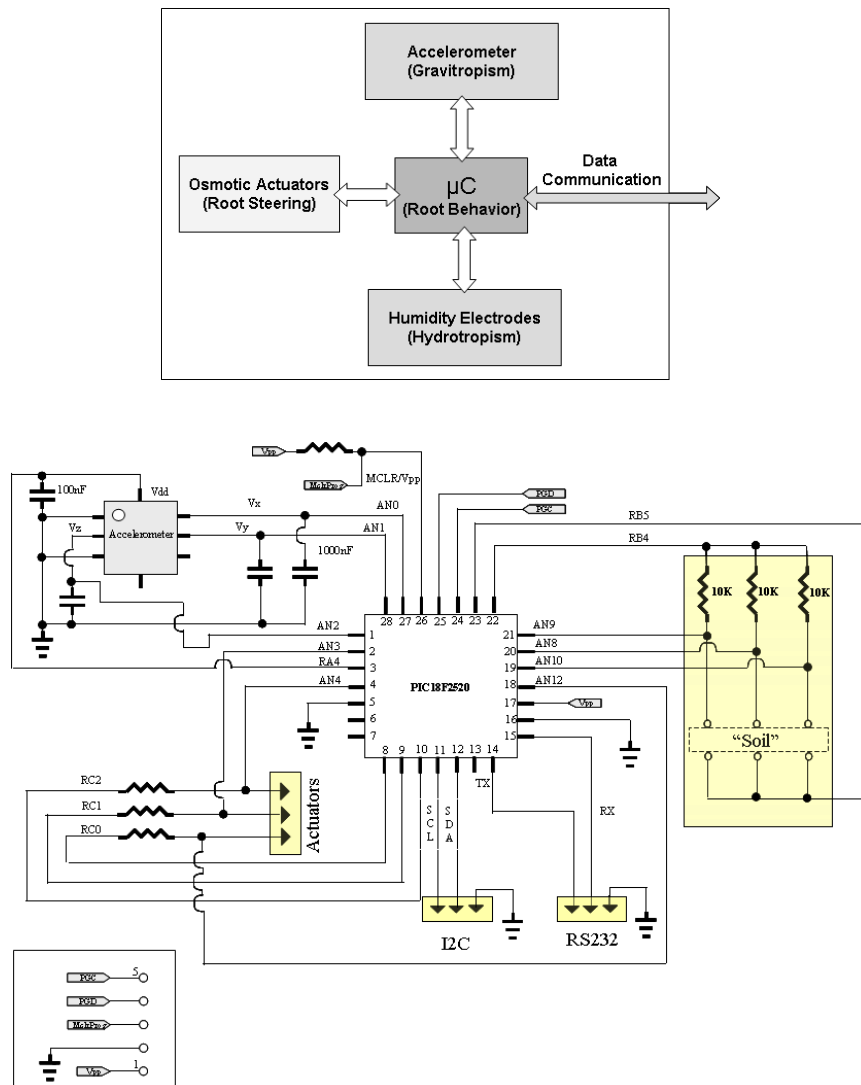 Accelerometer
(Gravitropism)
Osmotic Actuators
(Root Steering)
µC
(Root Behavior)
Data
Communication
Humidity Electrodes
(Hydrotropism)
Vpp
MCLR/Vpp
100nF
Vdd
Vx
AN0
PGD
PGC
Vz
Accelerometer
Vy
AN1
1000nF
RB5
RB4
10K
10K
10K
28
27
26
25
24
23
22
AN2
1
AN3
2
RA4
3
AN4
4
5
6
7
PIC18F2520
21
AN9
20
AN8
19
AN10
18
AN12
17
Vpp
16
15
8
9
10
11
12
13
14
"Soil"
RC2
RC1
RC0
Actuators
SCL
SDA
TX
RX
I2C
RS232
PGC
5
PGD
Vpp
1